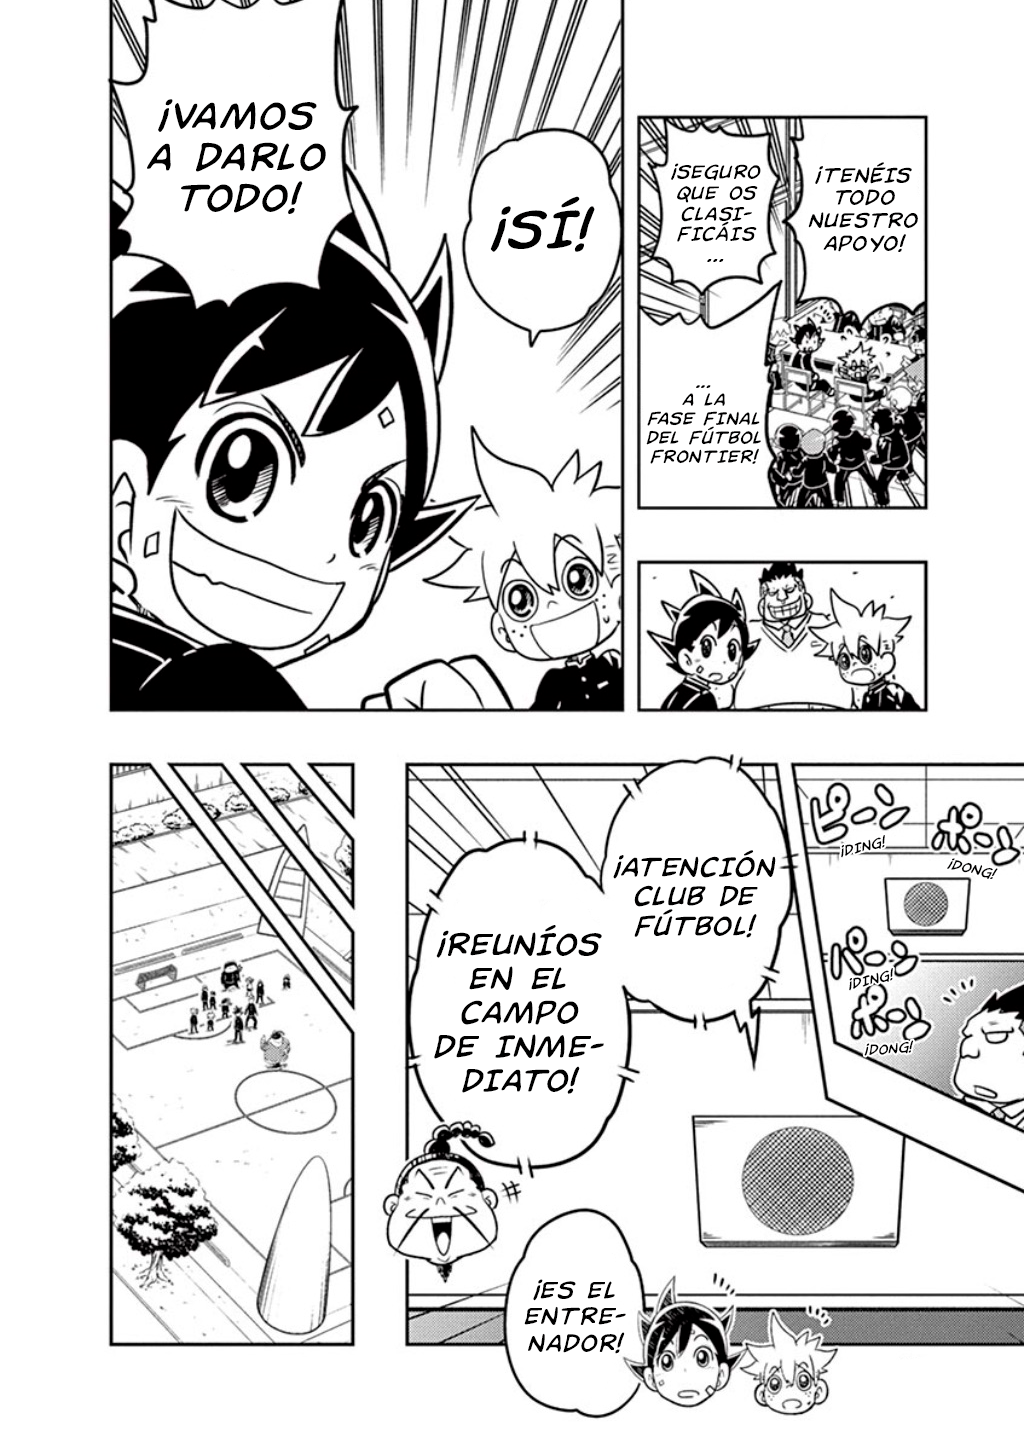 ¡TENÉIS
TODO
NUESTRO
APOYO!
¡SEGURO
QUE OS
CLASI-
FICÁIS
...
...
A LA
FASE FINAL
DEL FÚTBOL
FRONTIER!
¡SÍ!
¡VAMOS
A DARLO
TODO!
ピーン
¡DING!
ポーン
¡DONG!
パーン
¡DING!
ポーン
¡DONG!
¡ATENCIÓN
CLUB DE
FÚTBOL!
¡REUNÍOS
EN EL
CAMPO
DE INME-
DIATO!
¡ES EL
ENTRE-
NADOR!